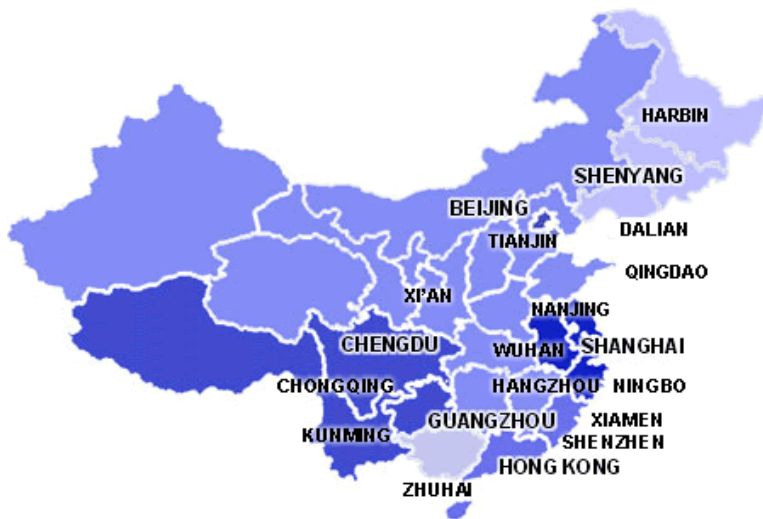 HARBIN
SHENYANG
BEIJING
DALIAN
TIANJIN
QINGDAO
XI'AN
NANJING
CHENGDU
WUHAN
SHANGHAI
CHONGQING
HANGZHOU
NINGBO
GUANGZHOU
XIAMEN
KUNMING
SHENZHEN
HONG KONG
ZHUHAI